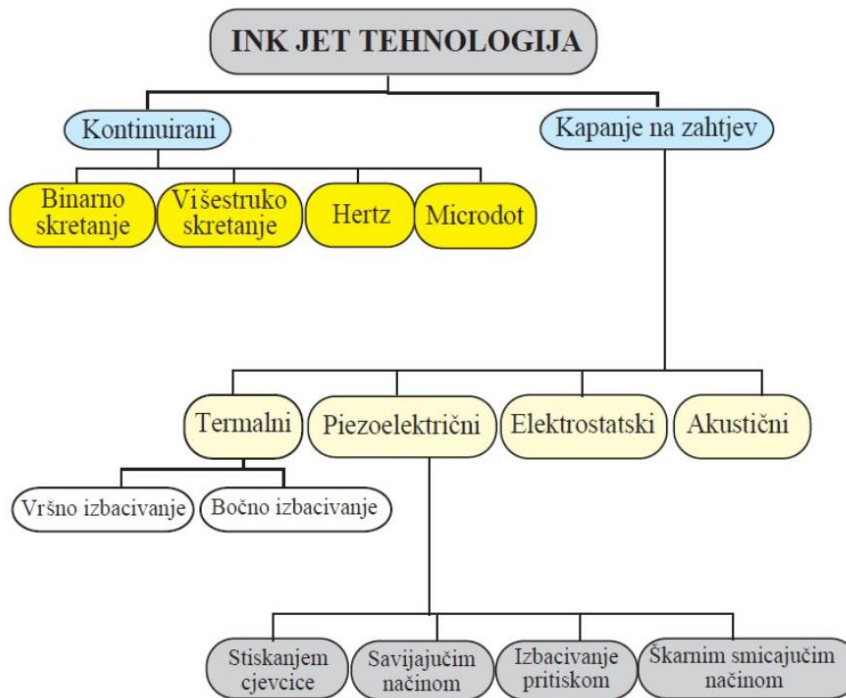 INK JET TEHNOLOGIJA
Kontinuirani
Kapanje na zahtjev
Binarno
skretanje
Višestruko
skretanje
Hertz
Microdot
Termalni
Piezoelektrični
Elektrostatski
Akustični
Vršno izbacivanje
Bočno izbacivanje
Stiskanjem
cjevcice
Savijajučim
načinom
Izbacivanje
pritiskom
Škarnim smicajučim
načinom